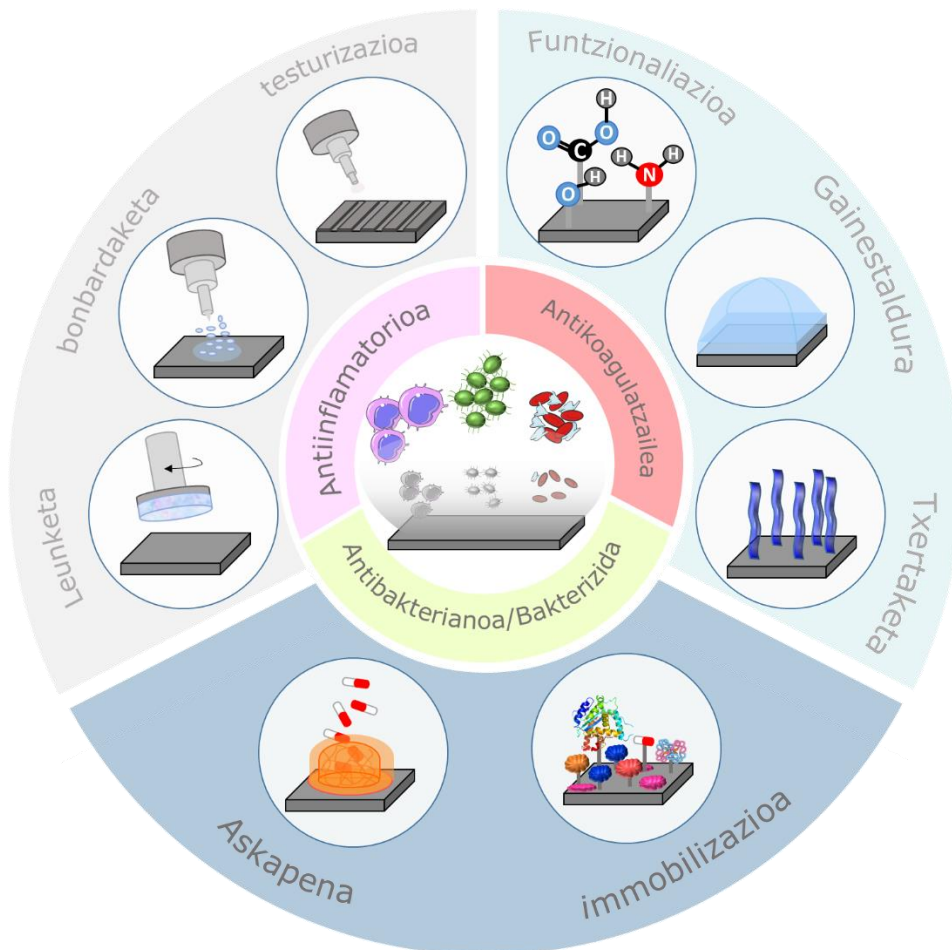 testurizazioa
bonbardaketa
Leunketa
Funtzionaliazioa
H
O
O
C
H
O
H
H
N
Gainestaldura
Txertaketa
Antiinflamatorioa
Antikoagulatzailea
Antibakterianoa/Bakterizida
Askapena
immobilizazioa